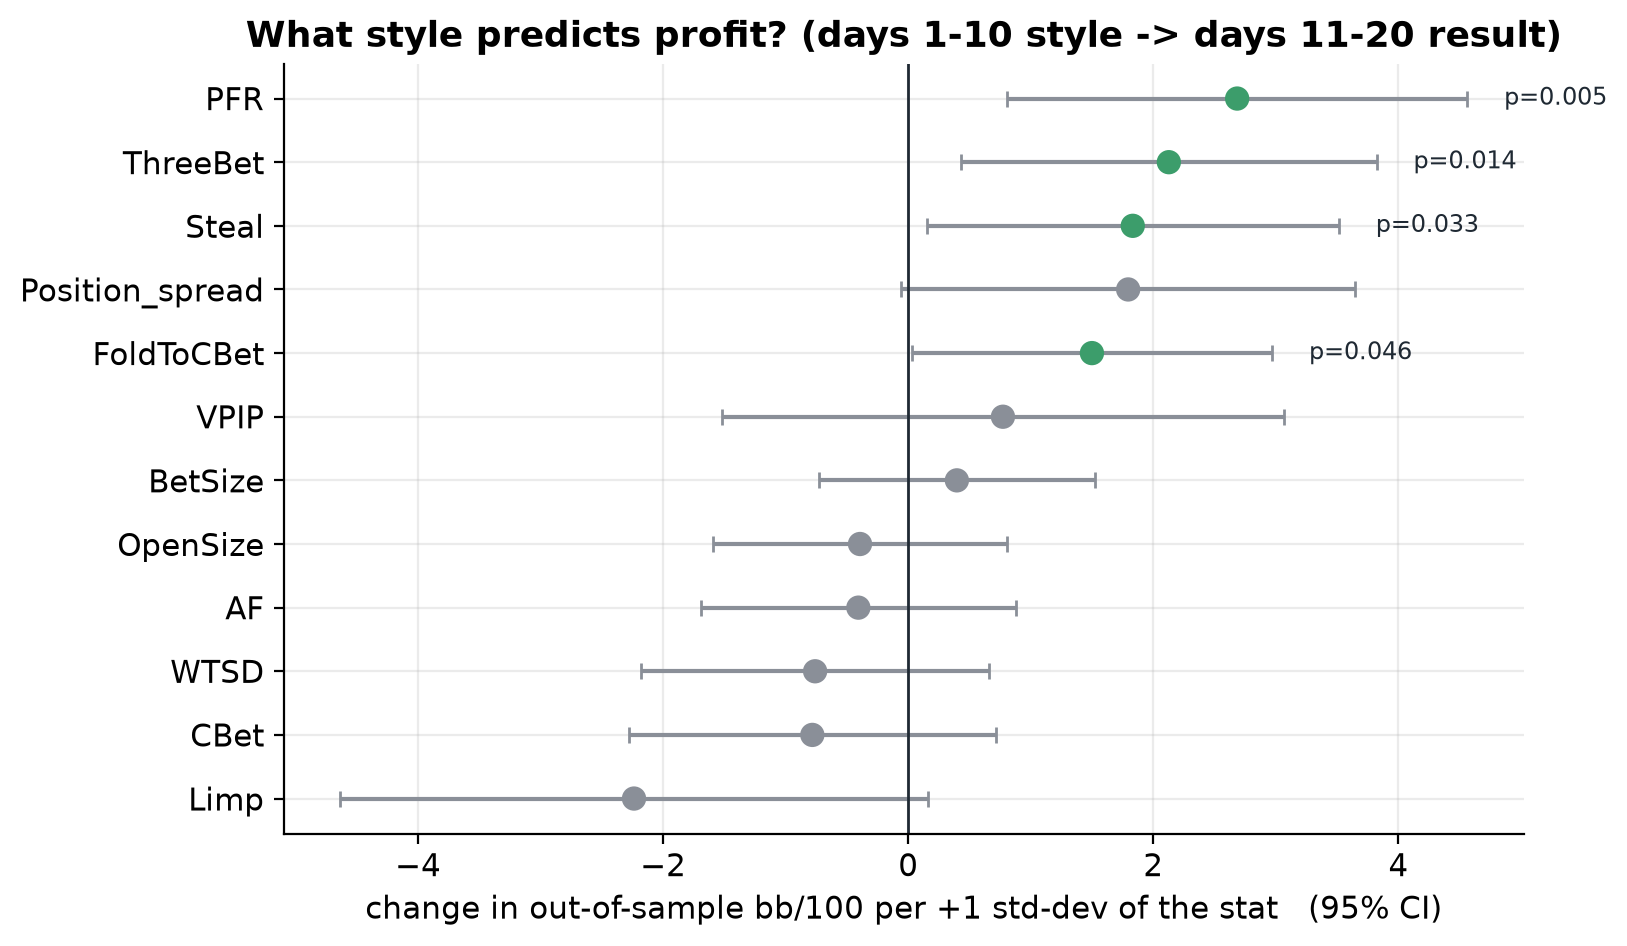 What style predicts profit? (days 1-10 style -> days 11-20 result)
PFR
p=0.005
ThreeBet
p=0.014
Steal
p=0.033
Position_spread
FoldToCBet
p=0.046
VPIP
BetSize
OpenSize
AF
WTSD
CBet
Limp
−4 −2 0 2 4
change in out-of-sample bb/100 per +1 std-dev of the stat (95% CI)